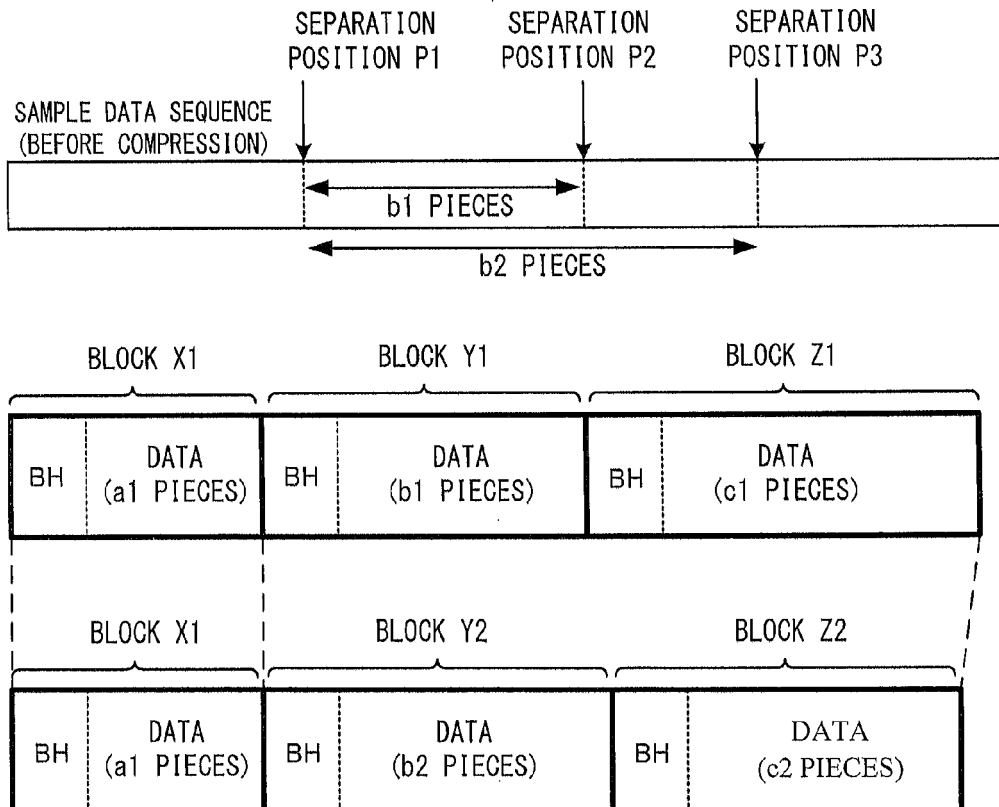 SEPARATION
POSITION P1
SEPARATION
POSITION P2
SEPARATION
POSITION P3
SAMPLE DATA SEQUENCE
(BEFORE COMPRESSION)
b1 PIECES
b2 PIECES
BLOCK X1
BLOCK Y1
BLOCK Z1
BH
DATA
(a1 PIECES)
BH
DATA
(b1 PIECES)
BH
DATA
(c1 PIECES)
BLOCK X1
BLOCK Y2
BLOCK Z2
BH
DATA
(a1 PIECES)
BH
DATA
(b2 PIECES)
BH
DATA
(c2 PIECES)